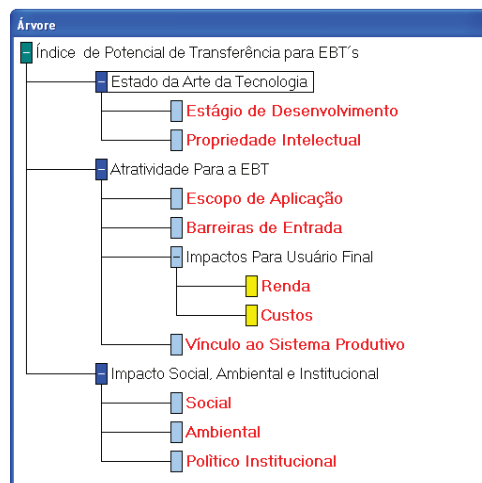 Árvore
Índice de Potencial de Transferência para EBT´s
Estado da Arte da Tecnologia
Estágio de Desenvolvimento
Propriedade Intelectual
Atratividade Para a EBT
Escopo de Aplicação
Barreiras de Entrada
Impactos Para Usuário Final
Renda
Custos
Vínculo ao Sistema Produtivo
Impacto Social, Ambiental e Institucional
Social
Ambiental
Polìtico Institucional